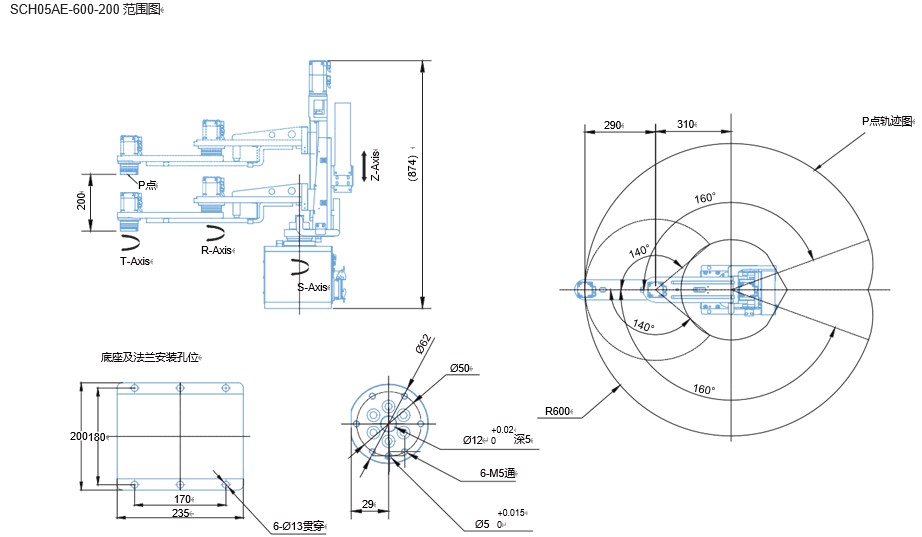 SCH05AE-600-200 范围图
P点
200
T-Axis
R-Axis
S-Axis
Z-Axis
(874)
290
310
P点轨迹图
160°
140°
140°
160°
R600
底座及法兰安装孔位
200
180
170
235
6-Ø13贯穿
Ø62
Ø50
Ø12 +0.02 0 深5
6-M5通
29
Ø5 +0.015 0